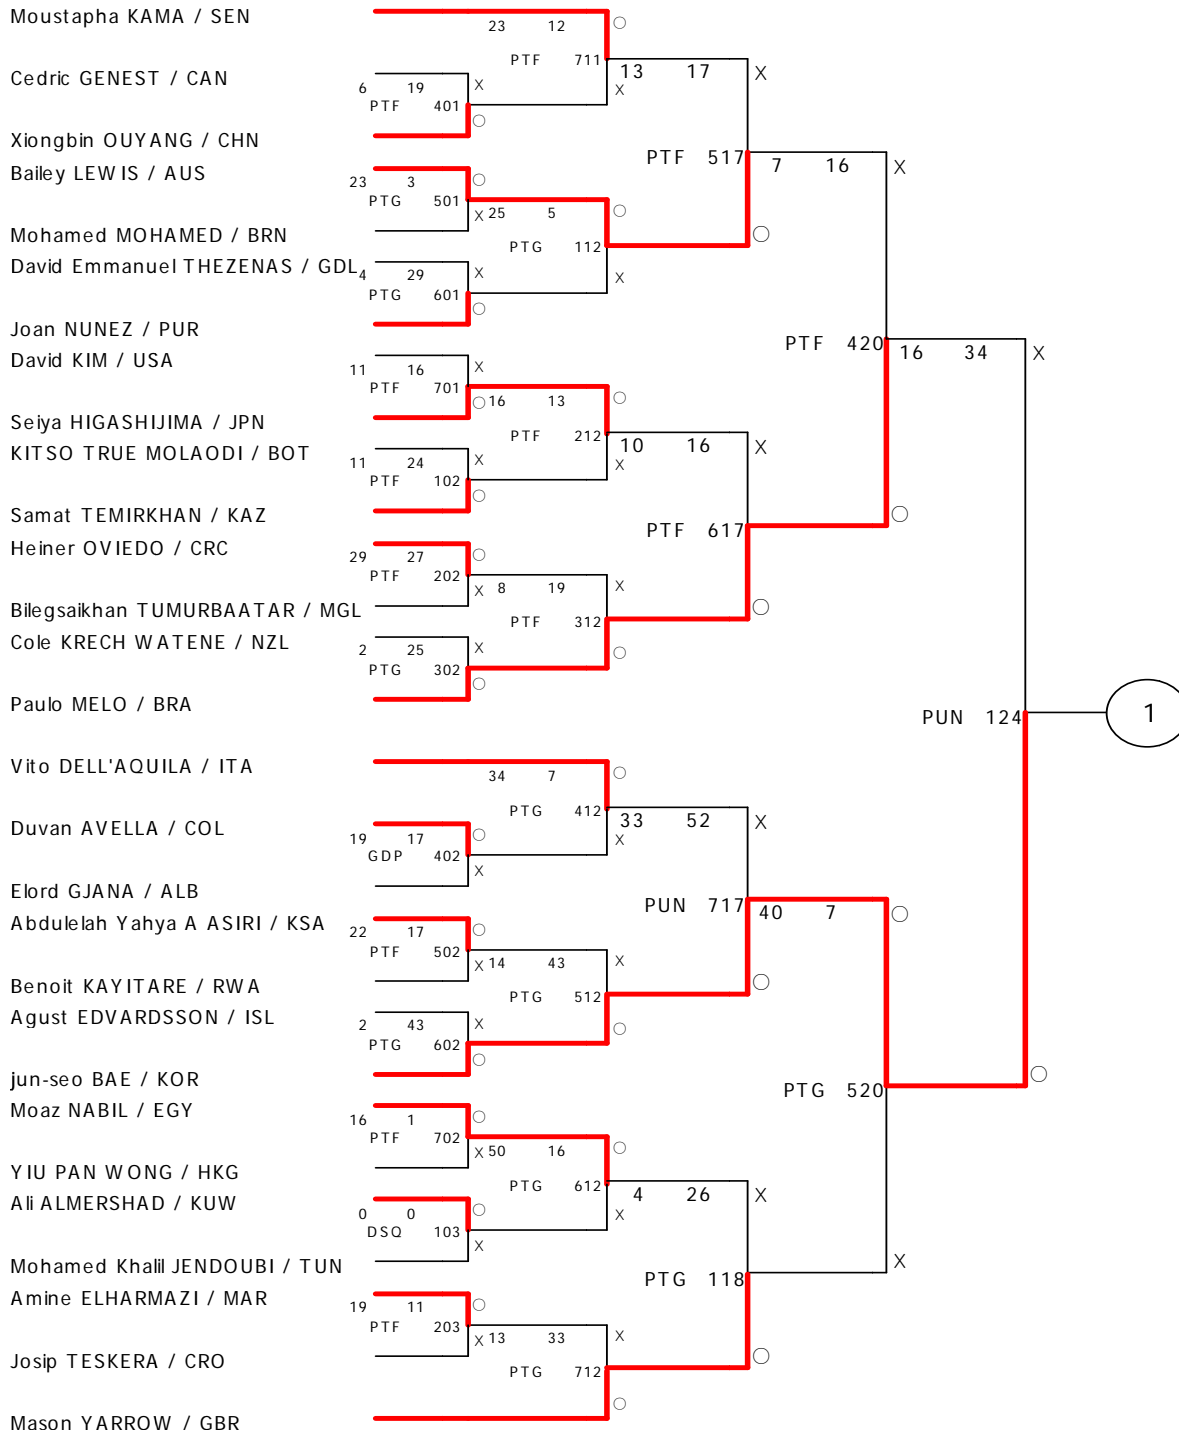 Moustapha KAMA / SEN
23 12
PTF 711
13 17
Cedric GENEST / CAN
6 19
PTF 401
Xiongbin OUYANG / CHN
PTF 517
7 16
Bailey LEWIS / AUS
23 3
PTG 501
25 5
PTG 112
Mohamed MOHAMED / BRN
David Emmanuel THEZENAS / GDL
4 29
PTG 601
Joan NUNEZ / PUR
PTF 420
16 34
David KIM / USA
11 16
PTF 701
16 13
PTF 212
10 16
Seiya HIGASHIJIMA / JPN
KITSO TRUE MOLAODI / BOT
11 24
PTF 102
Samat TEMIRKHAN / KAZ
PTF 617
Heiner OVIEDO / CRC
29 27
PTF 202
8 19
PTF 312
Bilegsaikhan TUMURBAATAR / MGL
Cole KRECH WATENE / NZL
2 25
PTG 302
Paulo MELO / BRA
PUN 124
1
Vito DELL'AQUILA / ITA
34 7
PTG 412
33 52
Duvan AVELLA / COL
19 17
GDP 402
Elord GJANA / ALB
PUN 717
40 7
Abdulelah Yahya A ASIRI / KSA
22 17
PTF 502
14 43
PTG 512
Benoit KAYITARE / RWA
Agust EDVARDSSON / ISL
2 43
PTG 602
jun-seo BAE / KOR
PTG 520
Moaz NABIL / EGY
16 1
PTF 702
50 16
PTG 612
4 26
YIU PAN WONG / HKG
Ali ALMERSHAD / KUW
0 0
DSQ 103
Mohamed Khalil JENDOUBI / TUN
PTG 118
Amine ELHARMAZI / MAR
19 11
PTF 203
13 33
PTG 712
Josip TESKERA / CRO
Mason YARROW / GBR